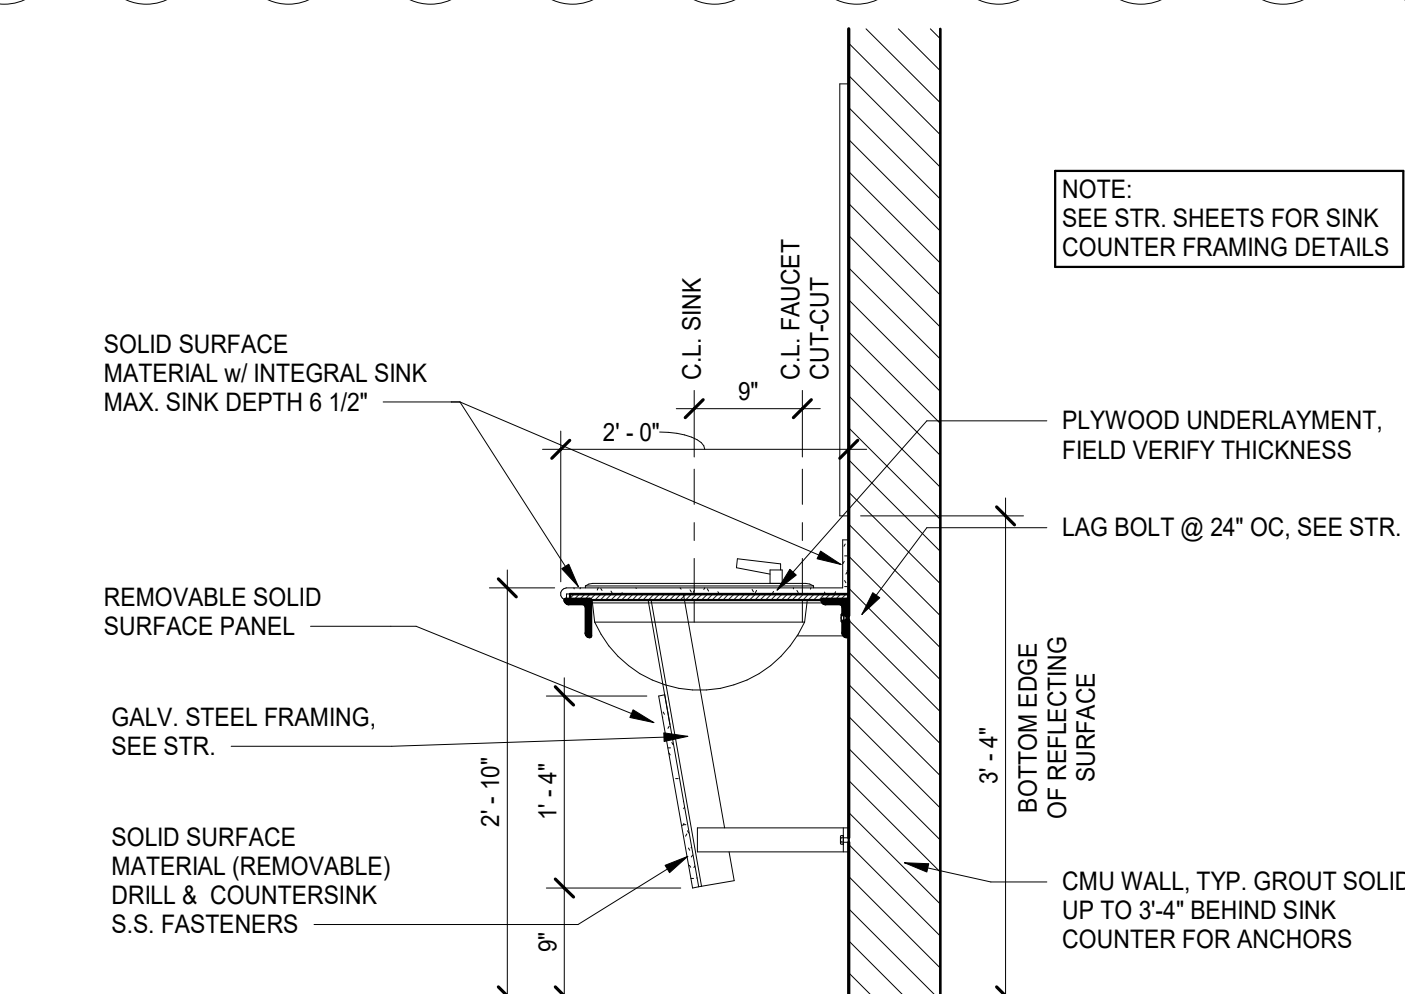 NOTE:
SEE STR. SHEETS FOR SINK
COUNTER FRAMING DETAILS
C.L. SINK
C.L. FAUCET
CUT-CUT
SOLID SURFACE
MATERIAL w/ INTEGRAL SINK
MAX. SINK DEPTH 6 1/2"
9"
2' - 0"
PLYWOOD UNDERLAYMENT,
FIELD VERIFY THICKNESS
LAG BOLT @ 24" OC, SEE STR.
REMOVABLE SOLID
SURFACE PANEL
GALV. STEEL FRAMING,
SEE STR.
2' - 10"
1' - 4"
3' - 4"
BOTTOM EDGE
OF REFLECTING
SURFACE
SOLID SURFACE
MATERIAL (REMOVABLE)
DRILL & COUNTERSINK
S.S. FASTENERS
9"
CMU WALL, TYP. GROUT SOLID
UP TO 3'-4" BEHIND SINK
COUNTER FOR ANCHORS